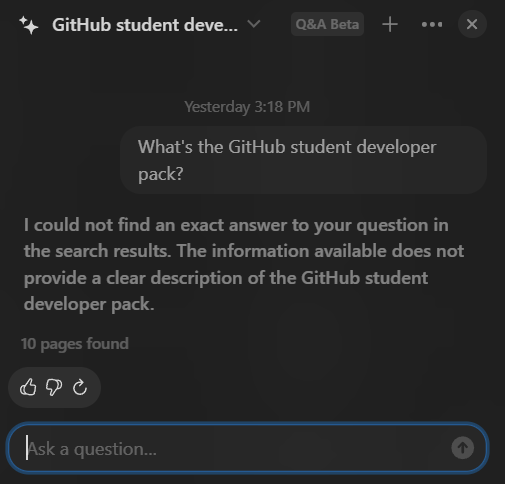 GitHub student deve...
Q&A Beta
Yesterday 3:18 PM
What's the GitHub student developer
pack?
I could not find an exact answer to your question in
the search results. The information available does not
provide a clear description of the GitHub student
developer pack.
10 pages found
Ask a question...